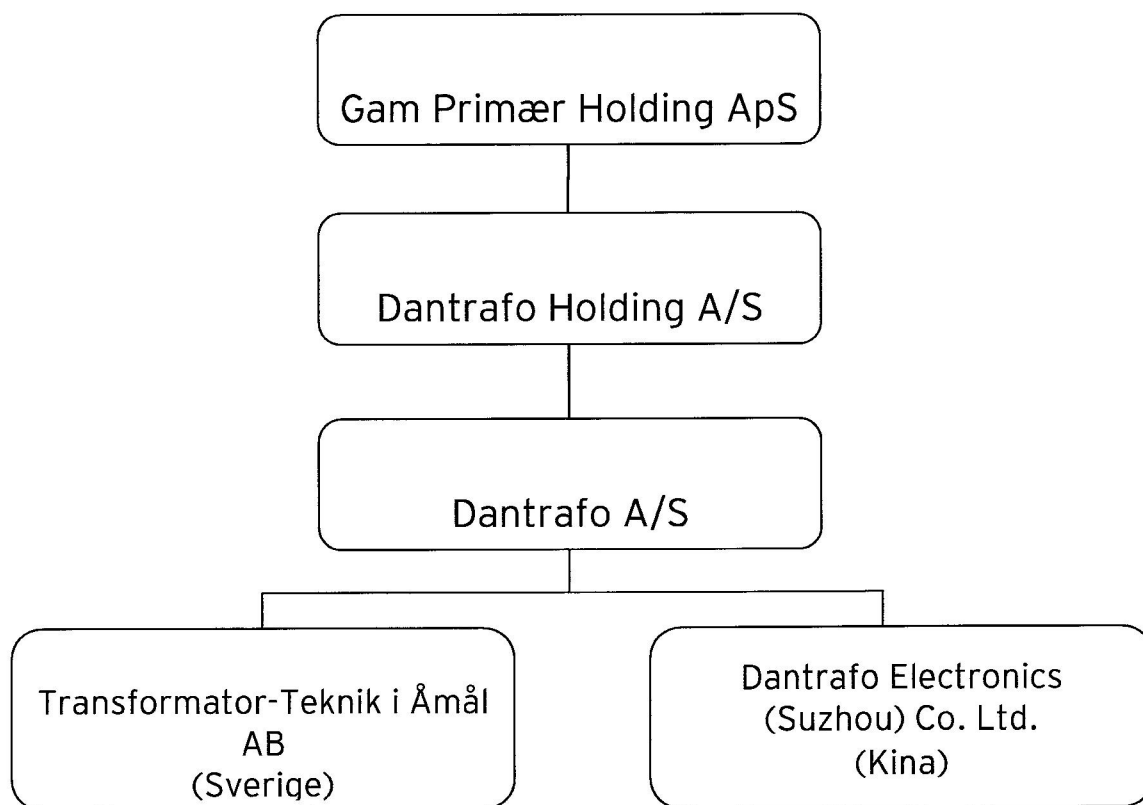 Gam Primær Holding ApS
Dantrafo Holding A/S
Dantrafo A/S
Transformator-Teknik i Åmål
AB
(Sverige)
Dantrafo Electronics
(Suzhou) Co. Ltd.
(Kina)